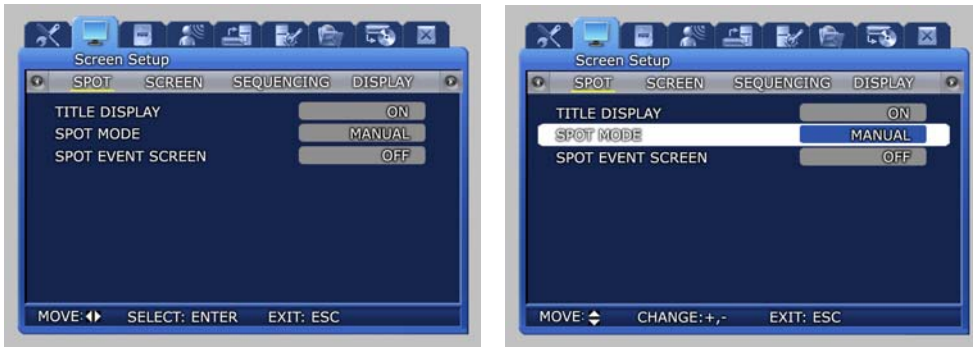 Screen Setup
SPOT SCREEN SEQUENCING DISPLAY
TITLE DISPLAY ON
SPOT MODE MANUAL
SPOT EVENT SCREEN OFF
MOVE: SELECT: ENTER EXIT: ESC
Screen Setup
SPOT SCREEN SEQUENCING DISPLAY
TITLE DISPLAY ON
SPOT MODE MANUAL
SPOT EVENT SCREEN OFF
MOVE: CHANGE:+,- EXIT: ESC